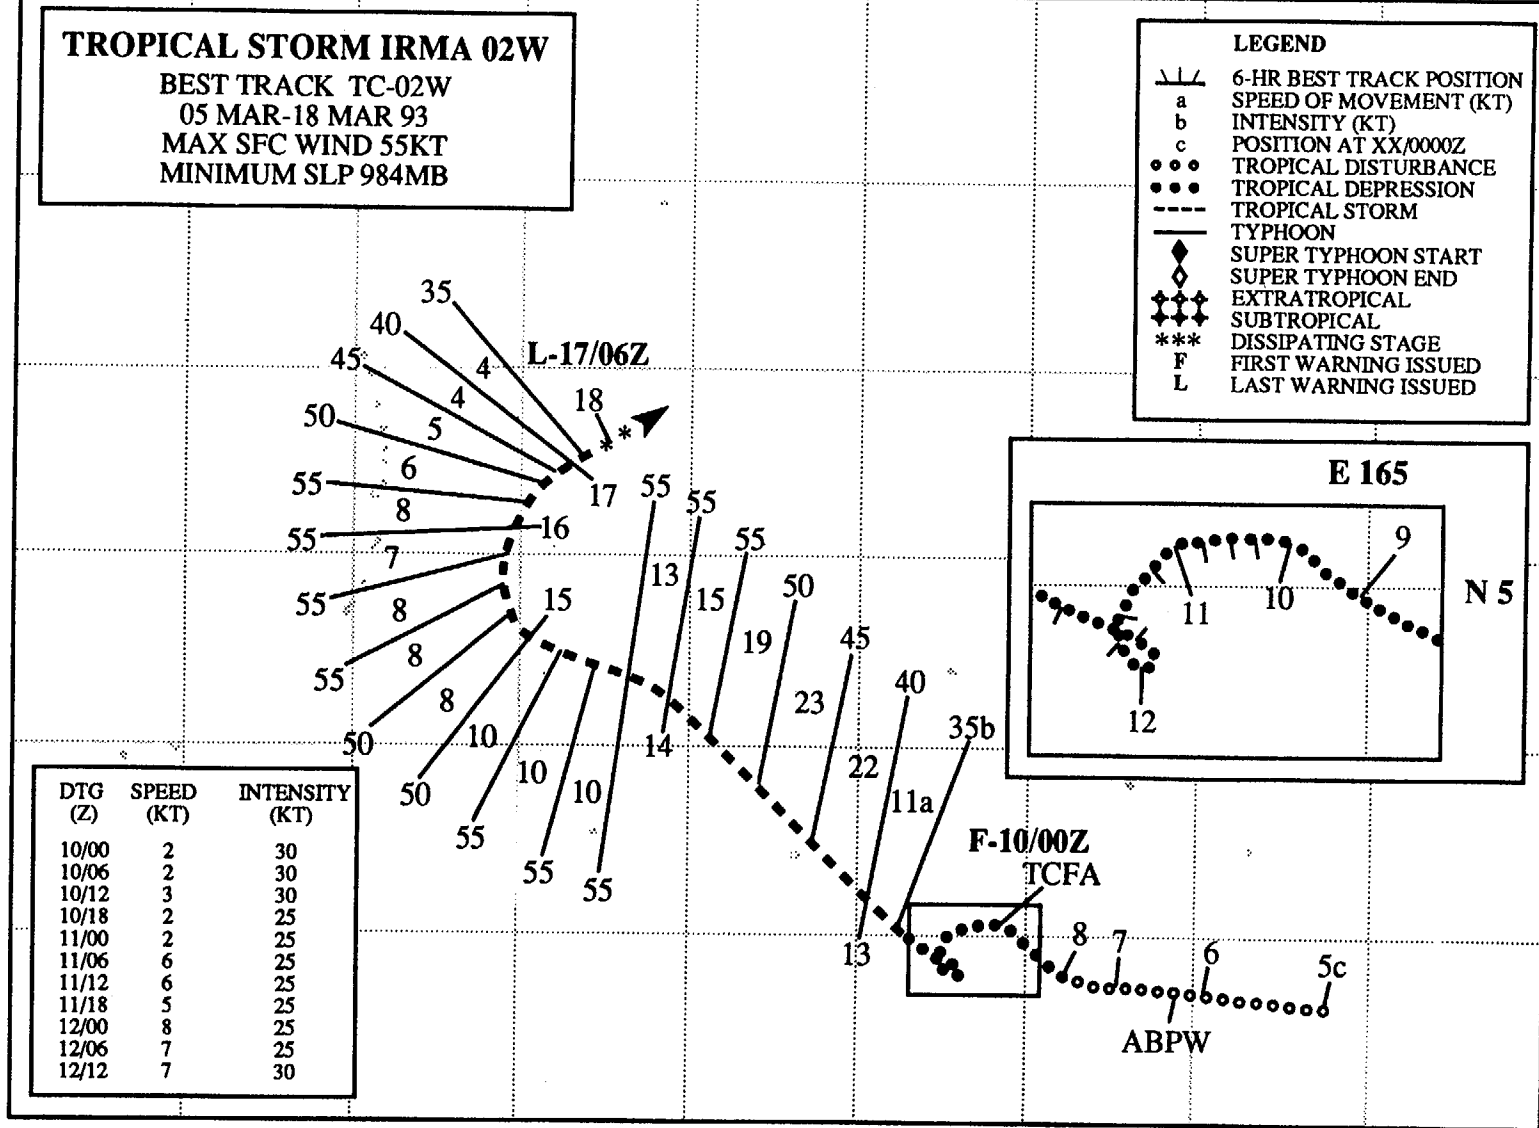 TROPICAL STORM IRMA 02W
BEST TRACK TC-02W
05 MAR-18 MAR 93
MAX SFC WIND 55KT
MINIMUM SLP 984MB
LEGEND
6-HR BEST TRACK POSITION
a SPEED OF MOVEMENT (KT)
b INTENSITY (KT)
c POSITION AT XX/0000Z
TROPICAL DISTURBANCE
TROPICAL DEPRESSION
TROPICAL STORM
TYPHOON
SUPER TYPHOON START
SUPER TYPHOON END
EXTRATROPICAL
SUBTROPICAL
*** DISSIPATING STAGE
F FIRST WARNING ISSUED
L LAST WARNING ISSUED
35
40
45
50
55
55
55
55
50
50
55
55
55
4
4
5
6
8
7
8
8
8
10
10
10
L-17/06Z
18
* *
17
16
15
14
13
55
55
55
50
45
40
35b
13
15
19
23
22
11a
F-10/00Z
TCFA
8
7
6
5c
ABPW
E 165
N 5
9
10
11
12
DTG SPEED INTENSITY
(Z) (KT) (KT)
10/00 2 30
10/06 2 30
10/12 3 30
10/18 2 25
11/00 2 25
11/06 6 25
11/12 6 25
11/18 5 25
12/00 8 25
12/06 7 25
12/12 7 30